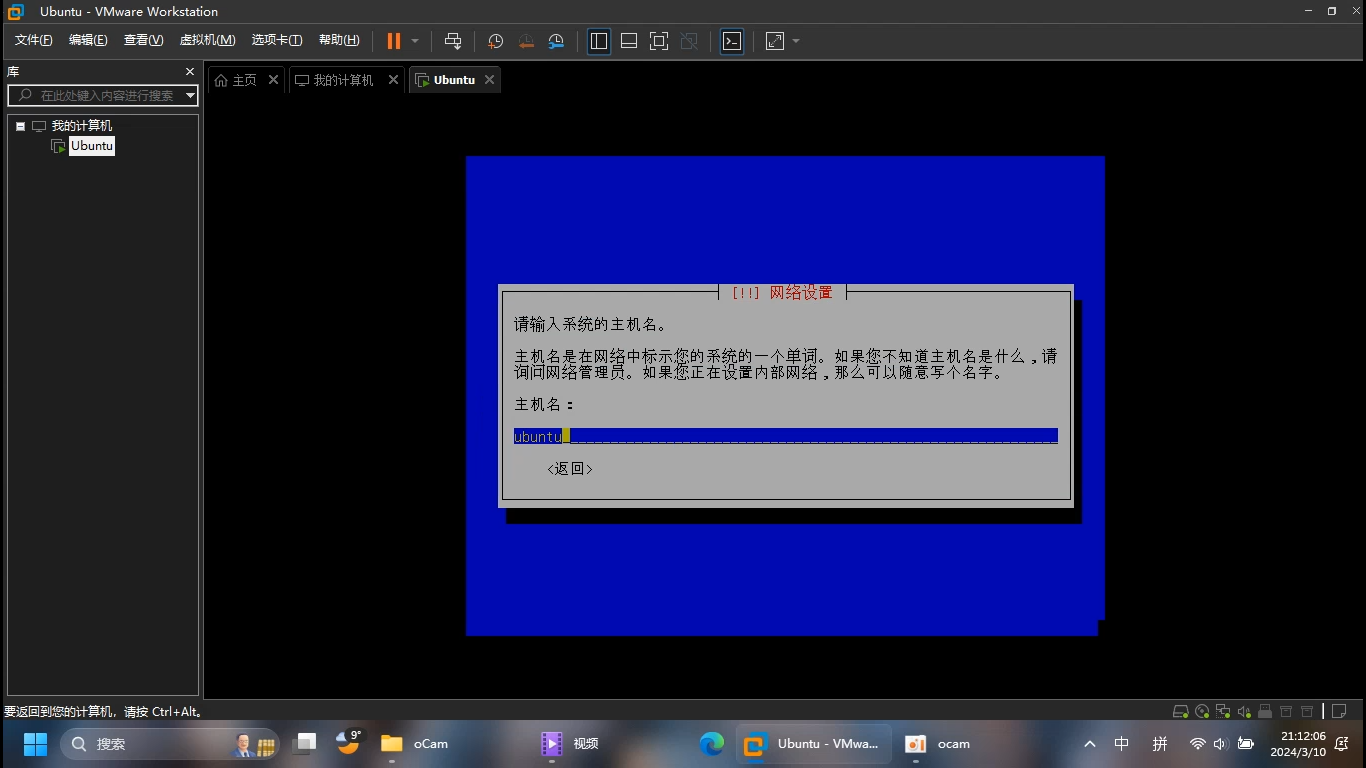 Ubuntu - VMware Workstation
文件(F) 编辑(E) 查看(V) 虚拟机(M) 选项卡(T) 帮助(H)
库
在此处键入内容进行搜索
主页 我的计算机 Ubuntu
我的计算机
Ubuntu
[!!] 网络设置
请输入系统的主机名。
主机名是在网络中标示您的系统的一个单词。如果您不知道主机名是什么，请
询问网络管理员。如果您正在设置内部网络，那么可以随意写个名字。
主机名：
ubuntu
<返回>
要返回到您的计算机，请按 Ctrl+Alt。
搜索
9°
oCam
视频
Ubuntu - VMwa...
ocam
中 拼
21:12:06
2024/3/10